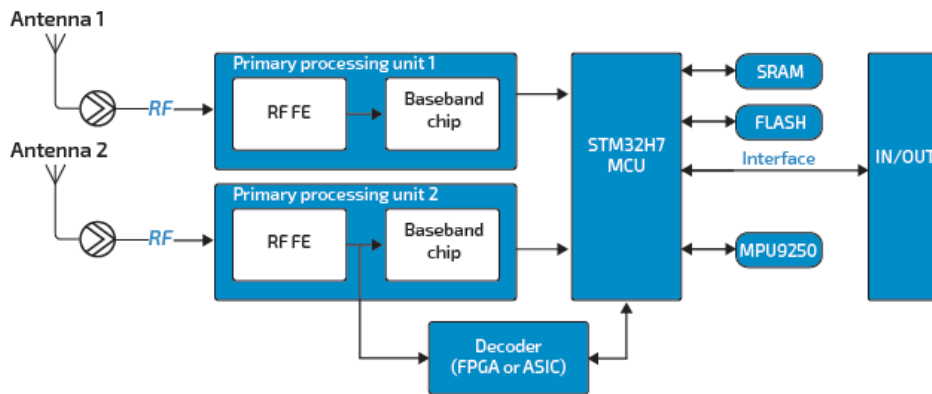 Antenna 1
RF
Primary processing unit 1
RF FE
Baseband
chip
Antenna 2
RF
Primary processing unit 2
RF FE
Baseband
chip
Decoder
(FPGA or ASIC)
STM32H7
MCU
SRAM
FLASH
Interface
MPU9250
IN/OUT